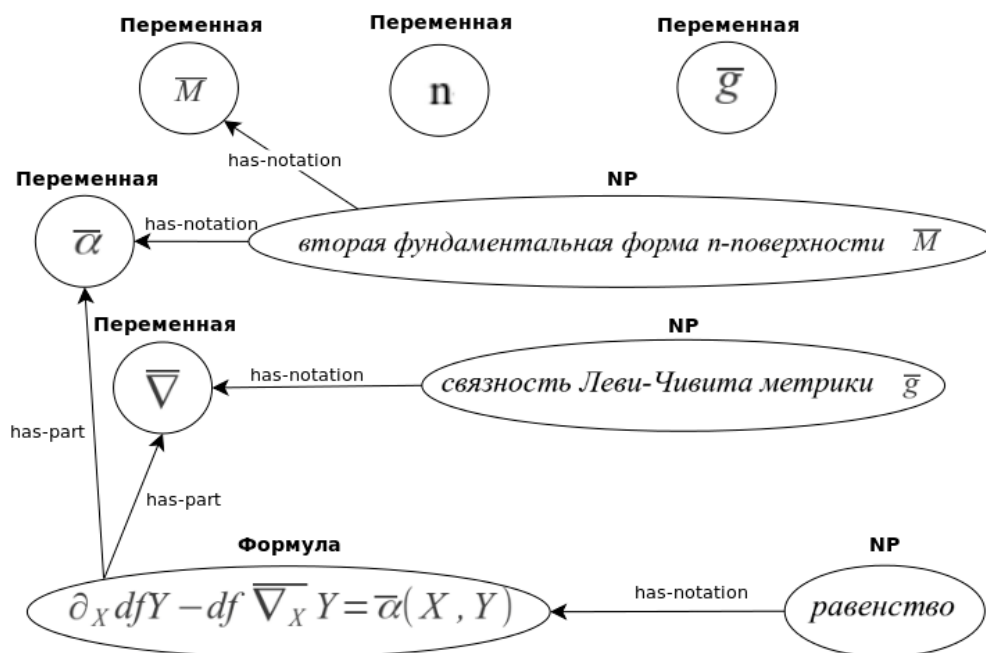 Переменная Переменная Переменная
M̅ n g̅
has-notation
Переменная NP
α̅ has-notation вторая фундаментальная форма n-поверхности M̅
Переменная NP
∇̅ has-notation связность Леви-Чивита метрики g̅
has-part
has-part
Формула NP
∂_X dfY − df ∇̅_X Y = α̅(X , Y) has-notation равенство